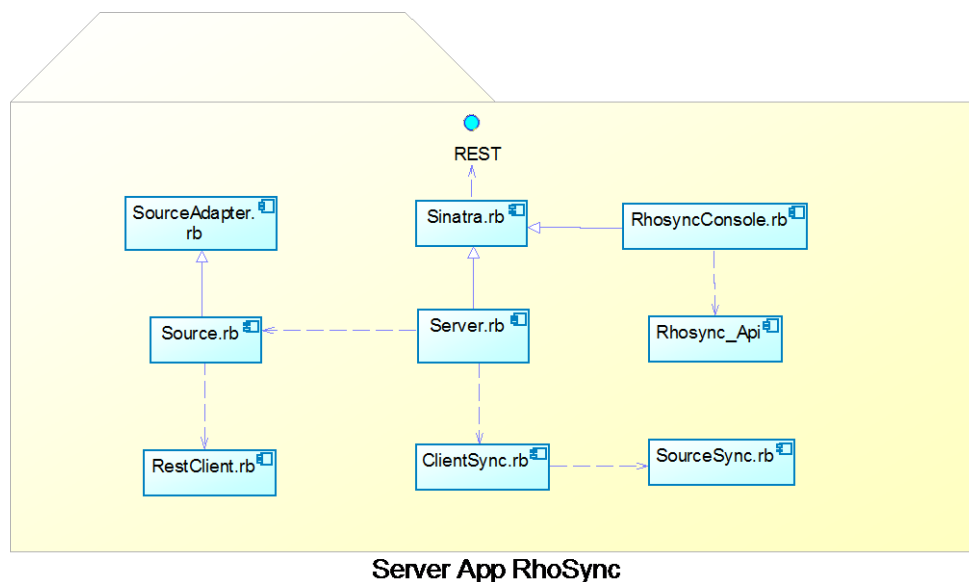 REST
SourceAdapter.
rb
Sinatra.rb
RhosyncConsole.rb
Source.rb
Server.rb
Rhosync_Api
RestClient.rb
ClientSync.rb
SourceSync.rb
Server App RhoSync